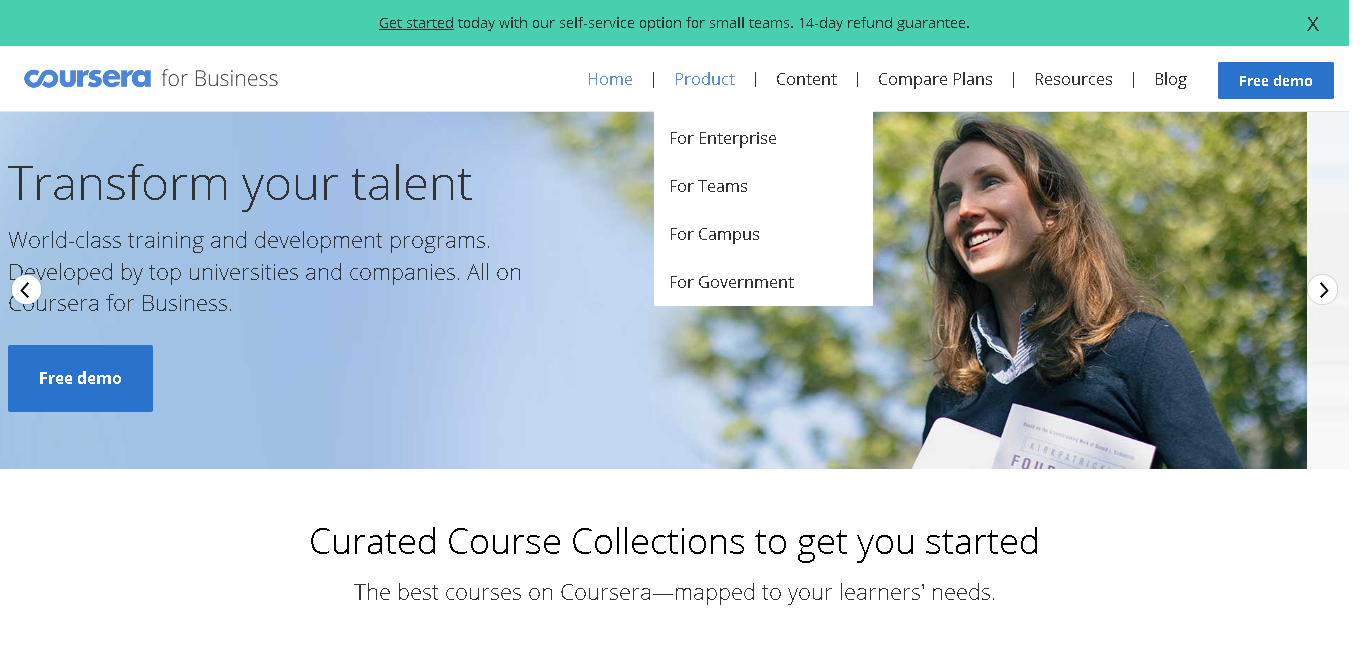 Get started today with our self-service option for small teams. 14-day refund guarantee.
X
coursera for Business
Home | Product | Content | Compare Plans | Resources | Blog
Free demo
For Enterprise
For Teams
For Campus
For Government
Transform your talent
World-class training and development programs.
Developed by top universities and companies. All on
Coursera for Business.
Free demo
KIRKPATRICK
FOUR
Curated Course Collections to get you started
The best courses on Coursera—mapped to your learners' needs.